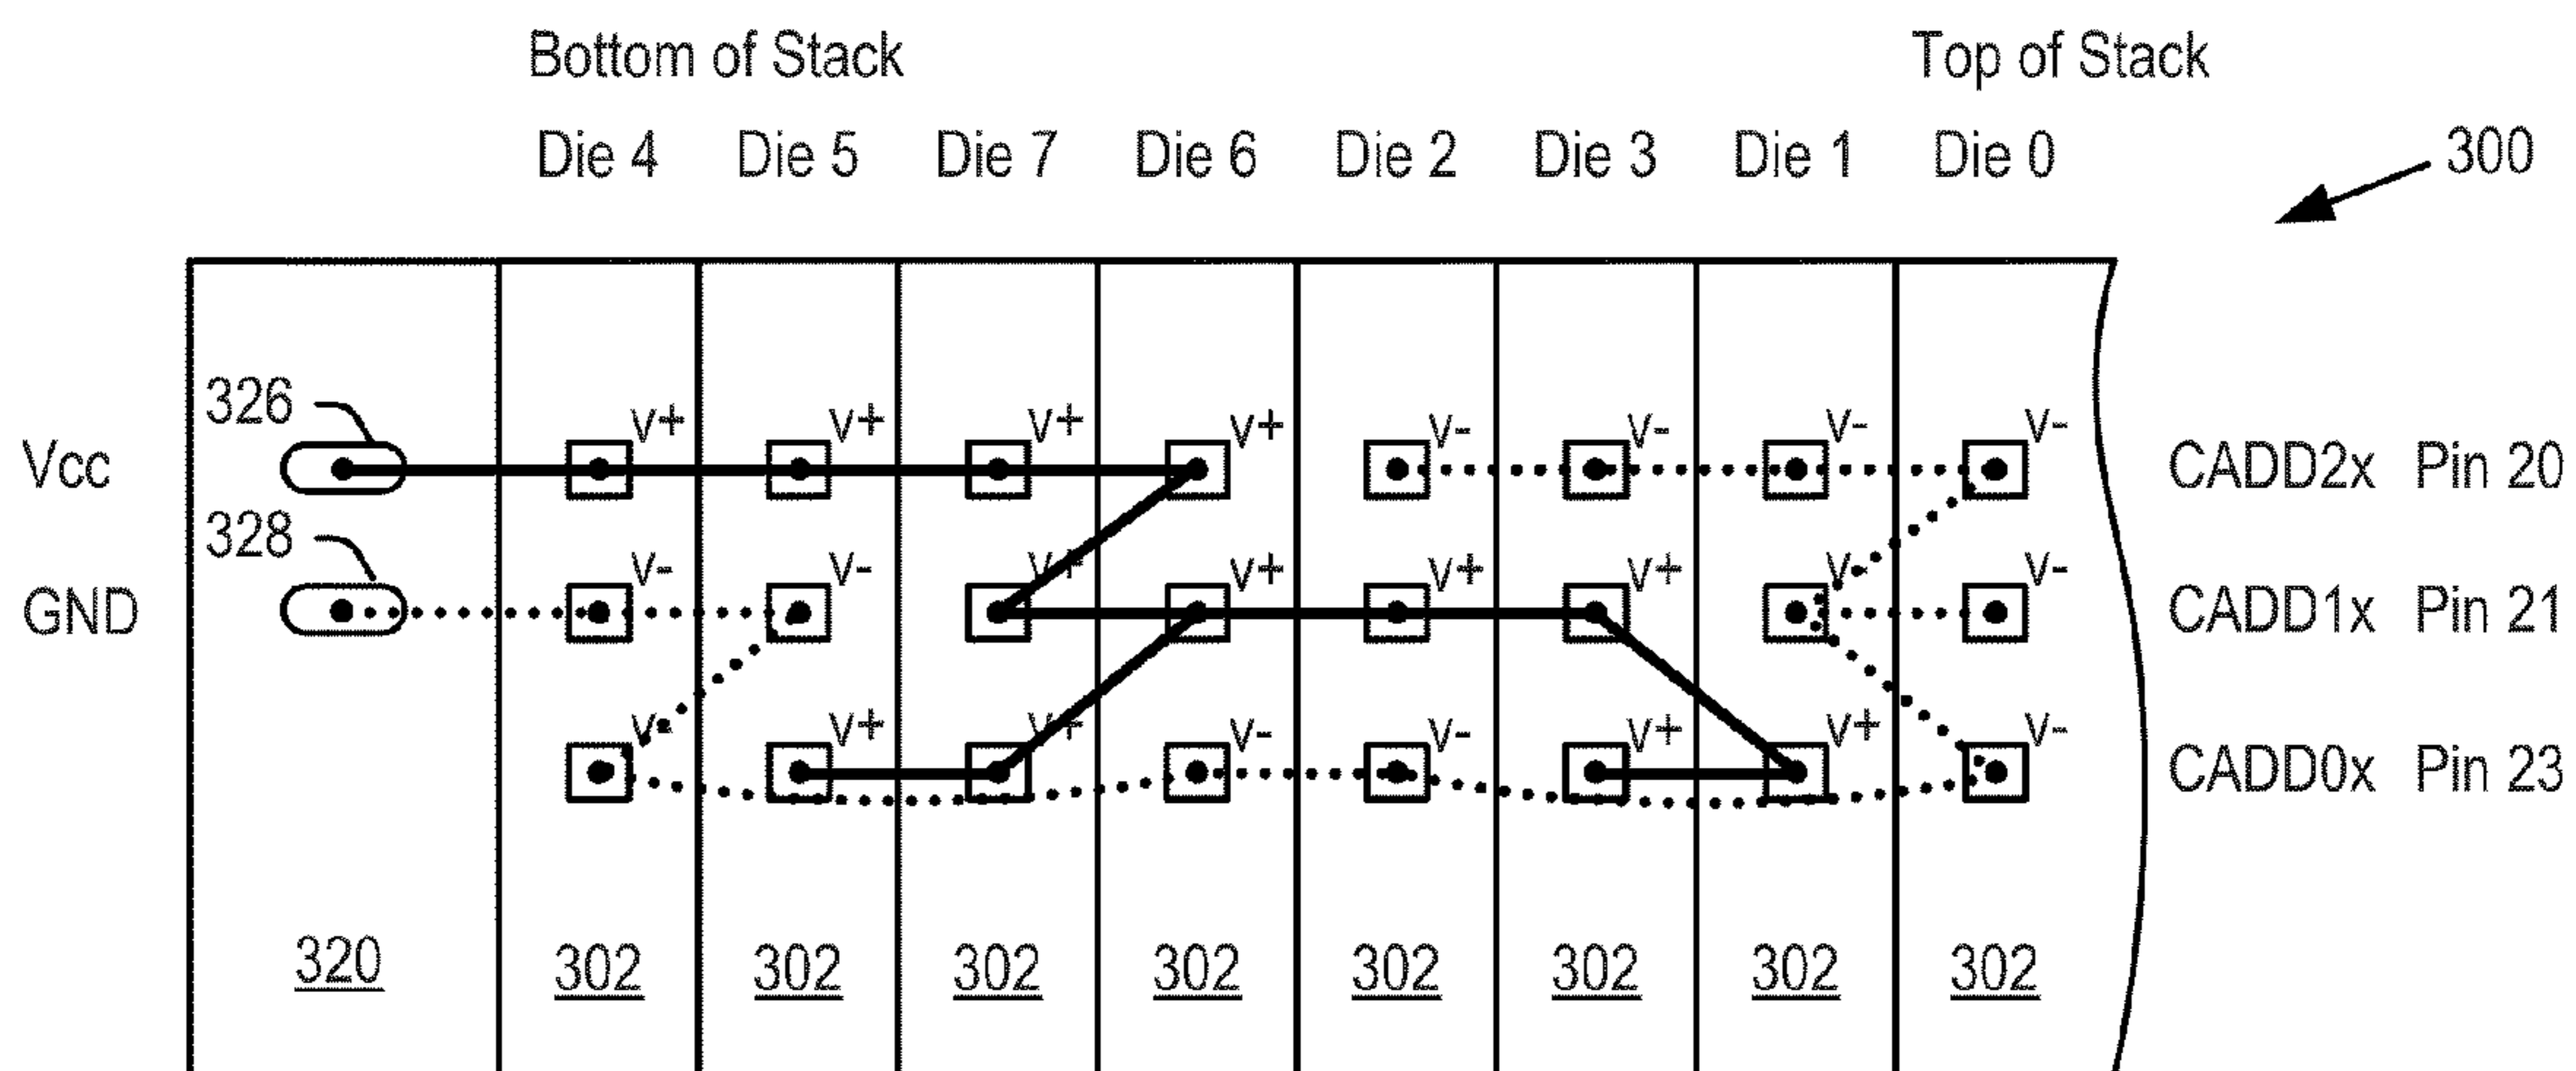 Bottom of Stack Top of Stack
Die 4 Die 5 Die 7 Die 6 Die 2 Die 3 Die 1 Die 0 300
326 v+ v+ v+ v+ v- v- v- v-
Vcc CADD2x Pin 20
328 v- v- v+ v+ v+ v+ v- v-
GND CADD1x Pin 21
v- v+ v+ v- v- v+ v+ v-
CADD0x Pin 23
320 302 302 302 302 302 302 302 302